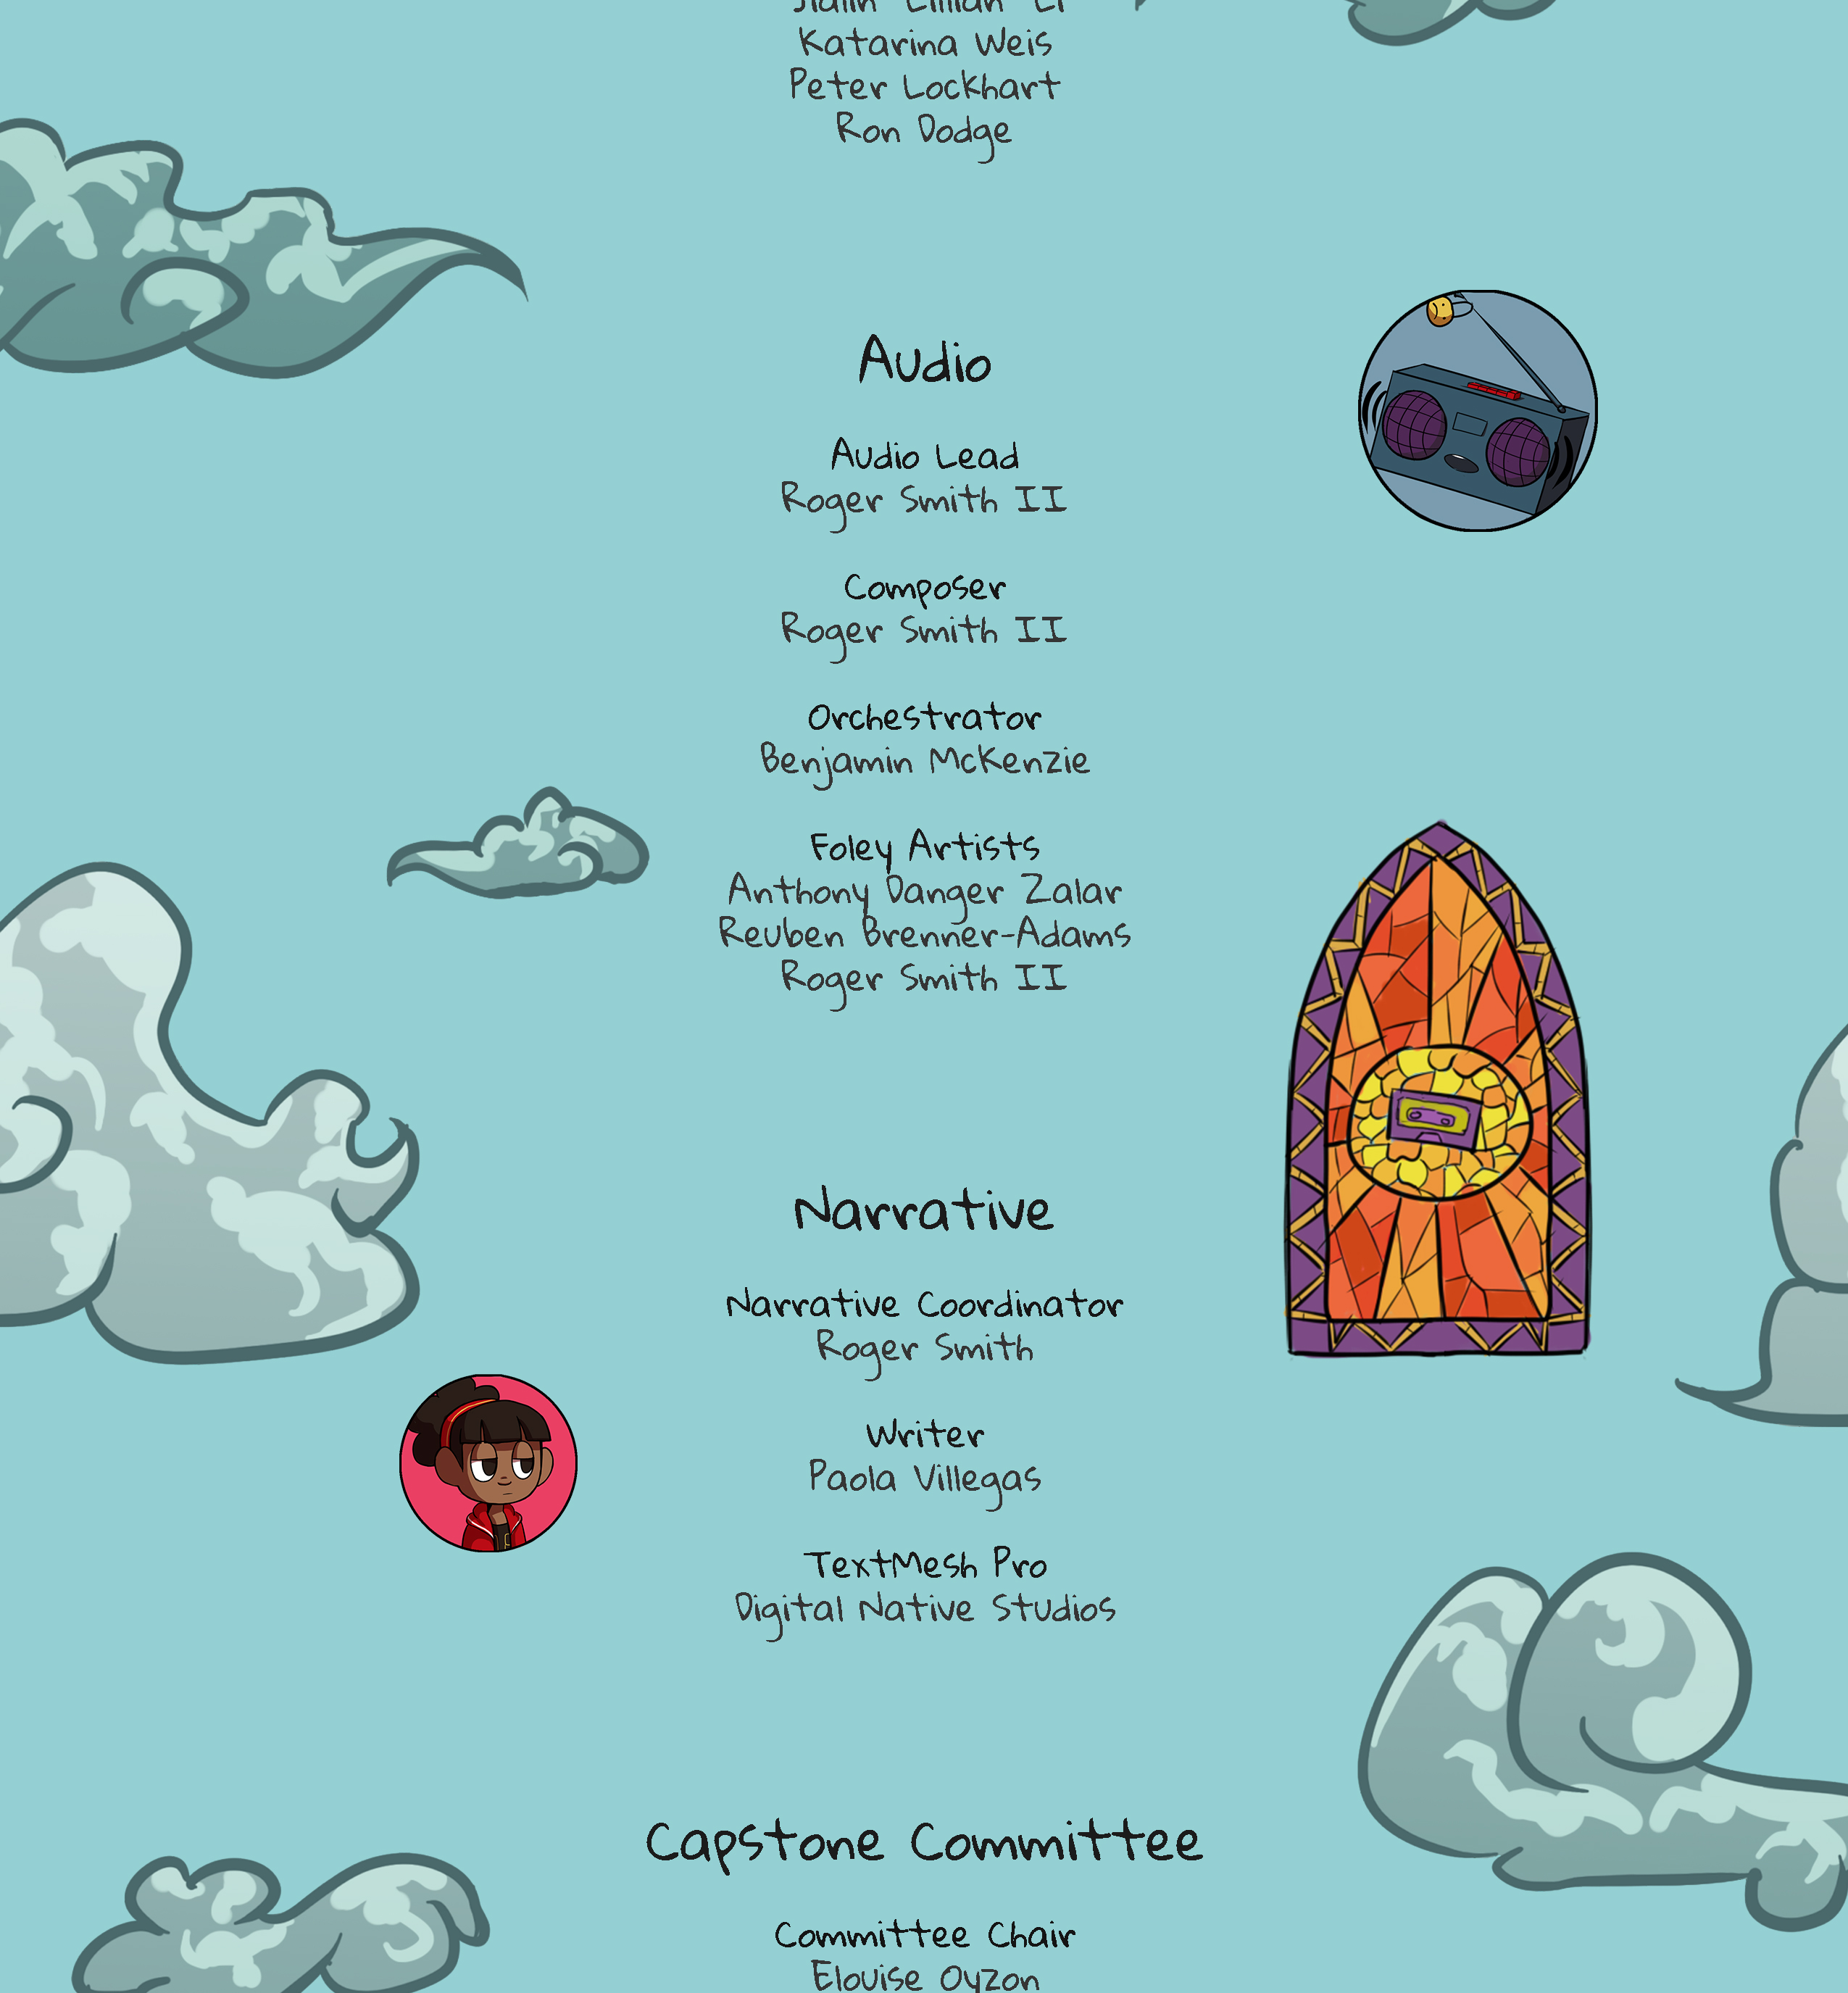 Katarina Weis
Peter Lockhart
Ron Dodge
Audio
Audio Lead
Roger Smith II
Composer
Roger Smith II
Orchestrator
Benjamin McKenzie
Foley Artists
Anthony Danger Zalar
Reuben Brenner-Adams
Roger Smith II
Narrative
Narrative Coordinator
Roger Smith
Writer
Paola Villegas
TextMesh Pro
Digital Native Studios
Capstone Committee
Committee Chair
Elouise Oyzon